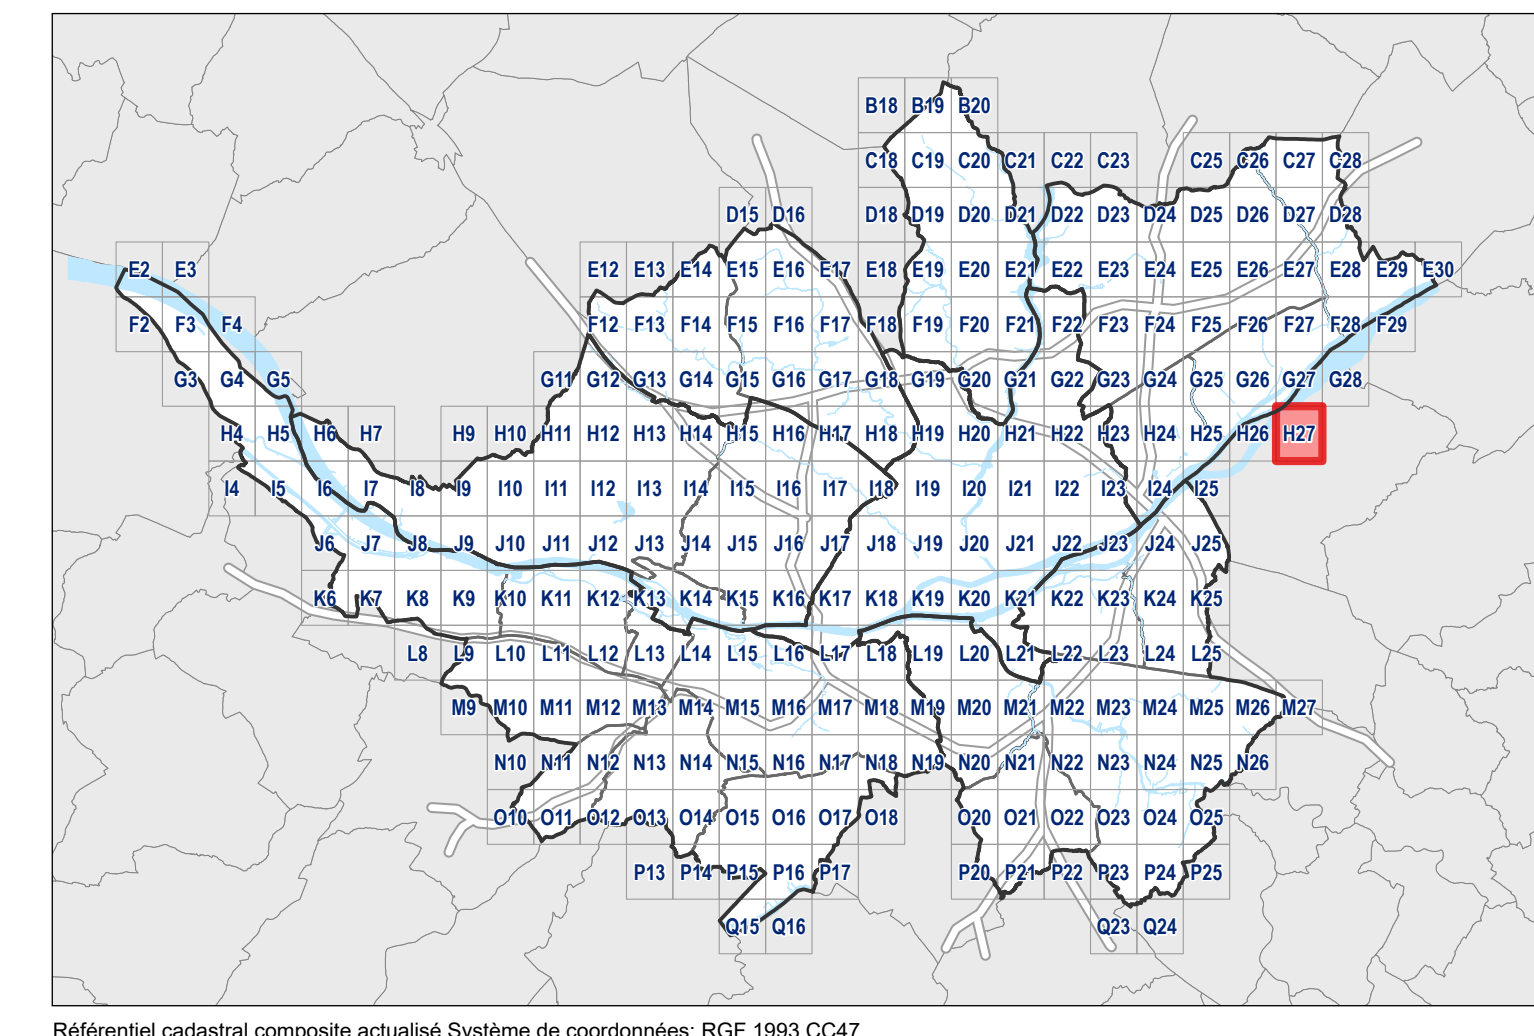 B18 B19 B20
C18 C19 C20 C21 C22 C23 C25 C26 C27 C28
D15 D16 D18 D19 D20 D21 D22 D23 D24 D25 D26 D27 D28
E2 E3 E12 E13 E14 E15 E16 E17 E18 E19 E20 E21 E22 E23 E24 E25 E26 E27 E28 E29 E30
F2 F3 F4 F12 F13 F14 F15 F16 F17 F18 F19 F20 F21 F22 F23 F24 F25 F26 F27 F28 F29
G3 G4 G5 G11 G12 G13 G14 G15 G16 G17 G18 G19 G20 G21 G22 G23 G24 G25 G26 G27 G28
H4 H5 H6 H7 H9 H10 H11 H12 H13 H14 H15 H16 H17 H18 H19 H20 H21 H22 H23 H24 H25 H26 H27
I4 I5 I6 I7 I8 I9 I10 I11 I12 I13 I14 I15 I16 I17 I18 I19 I20 I21 I22 I23 I24 I25
J6 J7 J8 J9 J10 J11 J12 J13 J14 J15 J16 J17 J18 J19 J20 J21 J22 J23 J24 J25
K6 K7 K8 K9 K10 K11 K12 K13 K14 K15 K16 K17 K18 K19 K20 K21 K22 K23 K24 K25
L8 L9 L10 L11 L12 L13 L14 L15 L16 L17 L18 L19 L20 L21 L22 L23 L24 L25
M9 M10 M11 M12 M13 M14 M15 M16 M17 M18 M19 M20 M21 M22 M23 M24 M25 M26 M27
N10 N11 N12 N13 N14 N15 N16 N17 N18 N19 N20 N21 N22 N23 N24 N25 N26
O10 O11 O12 O13 O14 O15 O16 O17 O18 O20 O21 O22 O23 O24 O25
P13 P14 P15 P16 P17 P20 P21 P22 P23 P24 P25
Q15 Q16 Q23 Q24
Référentiel cadastral composite actualisé Système de coordonnées: RGF 1993 CC47